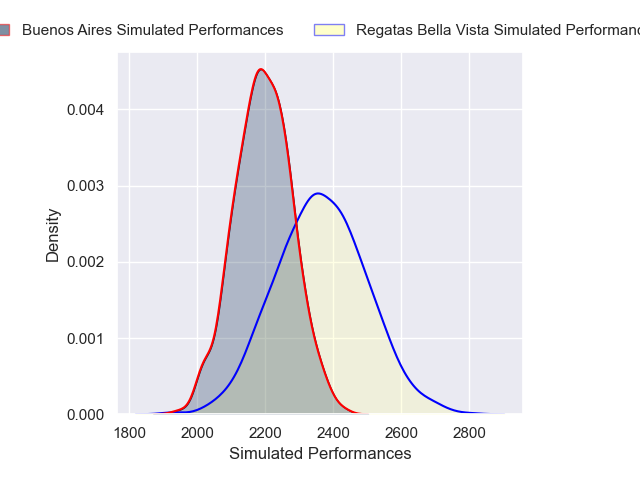 Buenos Aires Simulated Performances Regatas Bella Vista Simulated
0.004
0.003
0.002
0.001
0.000
Density
1800 2000 2200 2400 2600 2800
Simulated Performances